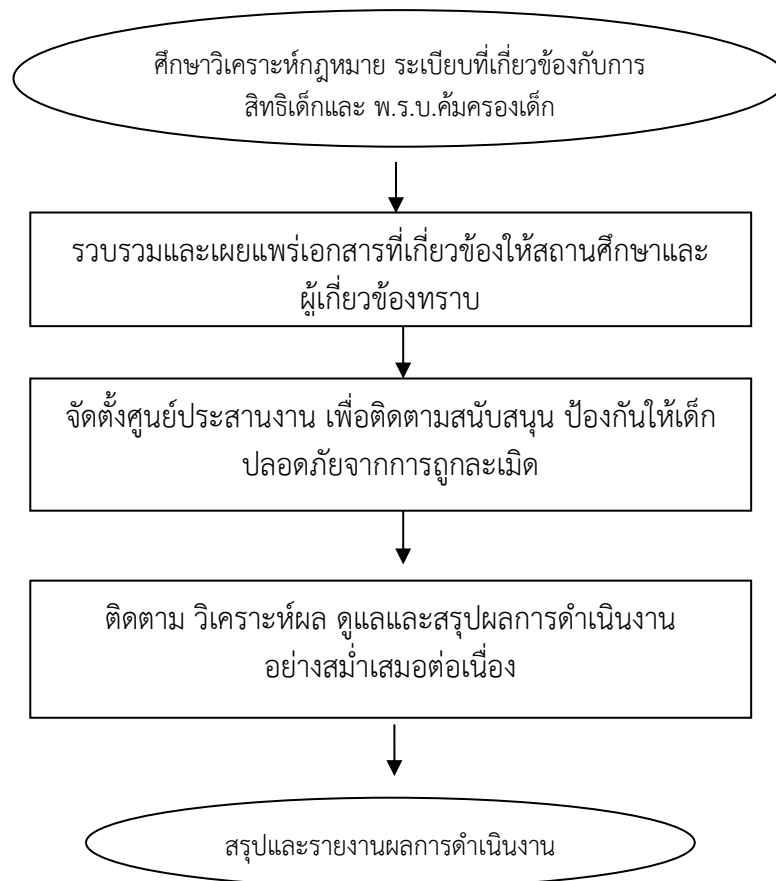 ศึกษาวิเคราะห์กฎหมาย ระเบียบที่เกี่ยวข้องกับการ
สิทธิเด็กและ พ.ร.บ.คุ้มครองเด็ก
รวบรวมและเผยแพร่เอกสารที่เกี่ยวข้องให้สถานศึกษาและ
ผู้เกี่ยวข้องทราบ
จัดตั้งศูนย์ประสานงาน เพื่อติดตามสนับสนุน ป้องกันให้เด็ก
ปลอดภัยจากการถูกละเมิด
ติดตาม วิเคราะห์ผล ดูแลและสรุปผลการดำเนินงาน
อย่างสม่ำเสมอต่อเนื่อง
สรุปและรายงานผลการดำเนินงาน